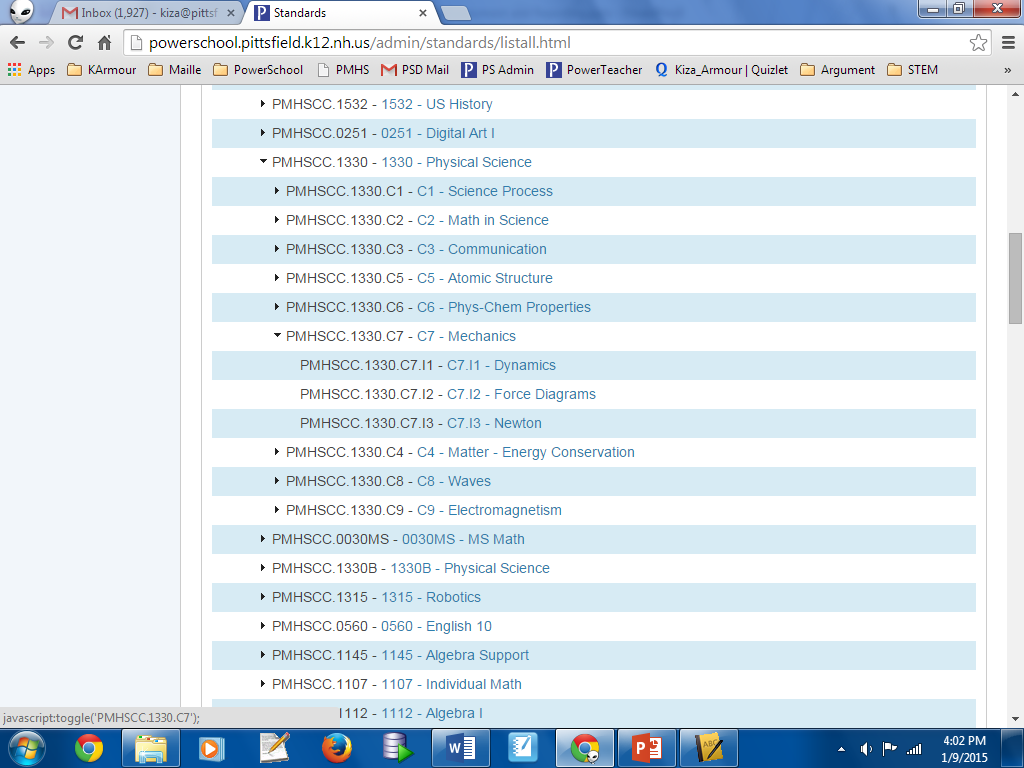 Inbox (1,927) - kiza@pittsf
Standards
powerschool.pittsfield.k12.nh.us/admin/standards/listall.html
Apps KArmour Maille PowerSchool PMHS PSD Mail PS Admin PowerTeacher Kiza_Armour | Quizlet Argument STEM »
PMHSCC.1532 - 1532 - US History
PMHSCC.0251 - 0251 - Digital Art I
PMHSCC.1330 - 1330 - Physical Science
PMHSCC.1330.C1 - C1 - Science Process
PMHSCC.1330.C2 - C2 - Math in Science
PMHSCC.1330.C3 - C3 - Communication
PMHSCC.1330.C5 - C5 - Atomic Structure
PMHSCC.1330.C6 - C6 - Phys-Chem Properties
PMHSCC.1330.C7 - C7 - Mechanics
PMHSCC.1330.C7.I1 - C7.I1 - Dynamics
PMHSCC.1330.C7.I2 - C7.I2 - Force Diagrams
PMHSCC.1330.C7.I3 - C7.I3 - Newton
PMHSCC.1330.C4 - C4 - Matter - Energy Conservation
PMHSCC.1330.C8 - C8 - Waves
PMHSCC.1330.C9 - C9 - Electromagnetism
PMHSCC.0030MS - 0030MS - MS Math
PMHSCC.1330B - 1330B - Physical Science
PMHSCC.1315 - 1315 - Robotics
PMHSCC.0560 - 0560 - English 10
PMHSCC.1145 - 1145 - Algebra Support
PMHSCC.1107 - 1107 - Individual Math
1112 - 1112 - Algebra I
javascript:toggle('PMHSCC.1330.C7');
4:02 PM
1/9/2015